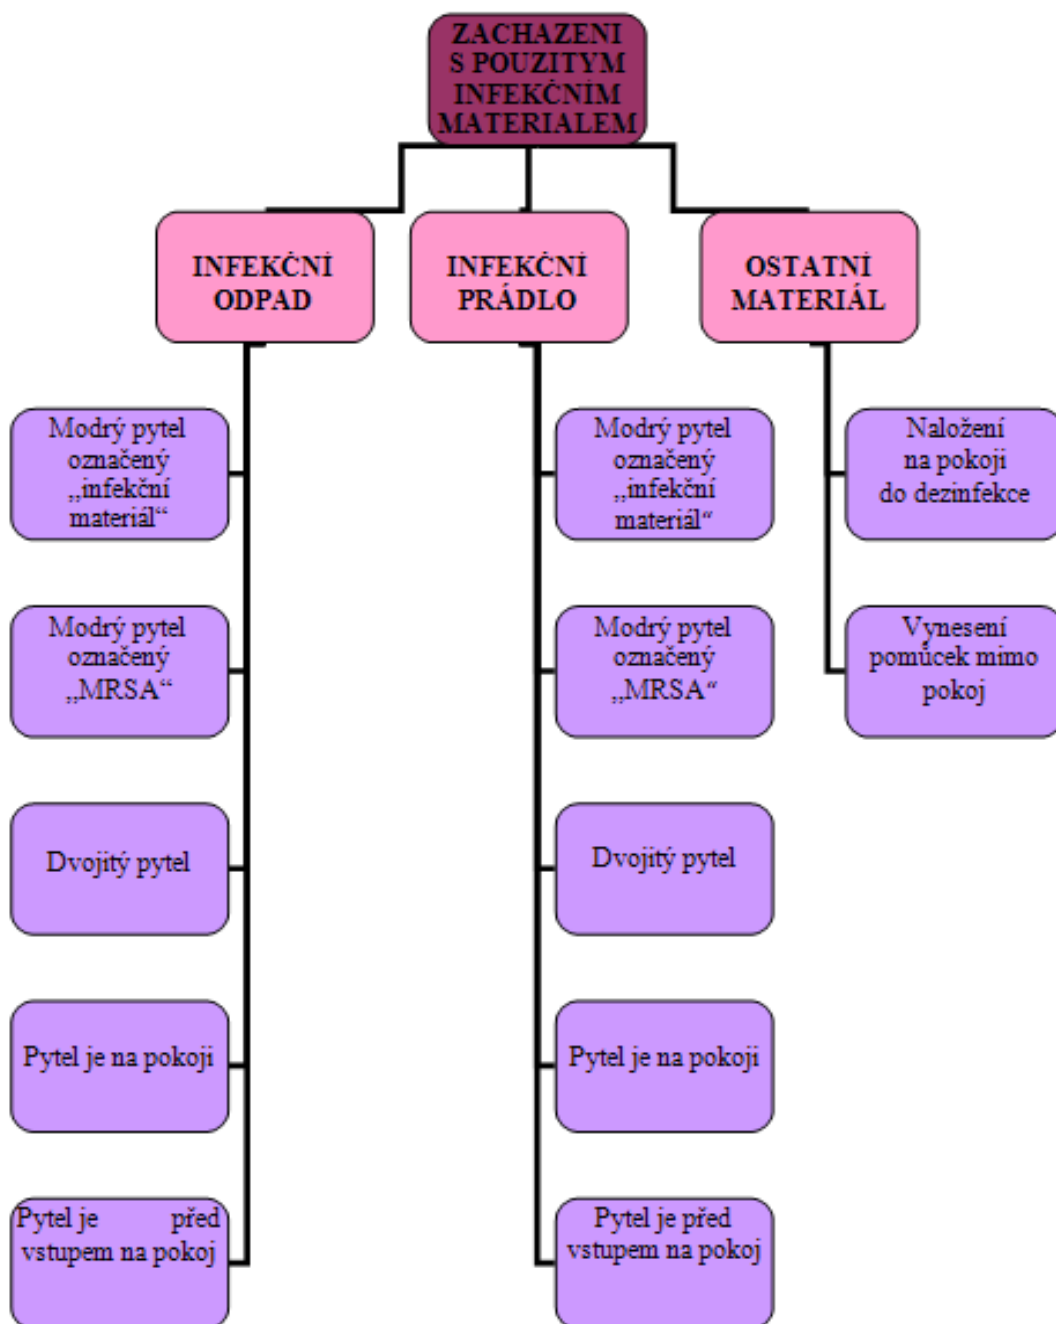 ZACHAZENI
S POUZITYM
INFEKČNÍM
MATERIALEM
INFEKČNÍ
ODPAD
INFEKČNÍ
PRÁDLO
OSTATNÍ
MATERIÁL
Modrý pytel
označený
„infekční
materiál“
Modrý pytel
označený
„MRSA“
Dvojitý pytel
Pytel je na pokoji
Pytel je před
vstupem na pokoj
Modrý pytel
označený
„infekční
materiál“
Modrý pytel
označený
„MRSA“
Dvojitý pytel
Pytel je na pokoji
Pytel je před
vstupem na pokoj
Naložení
na pokoji
do dezinfekce
Vynesení
pomůcek mimo
pokoj